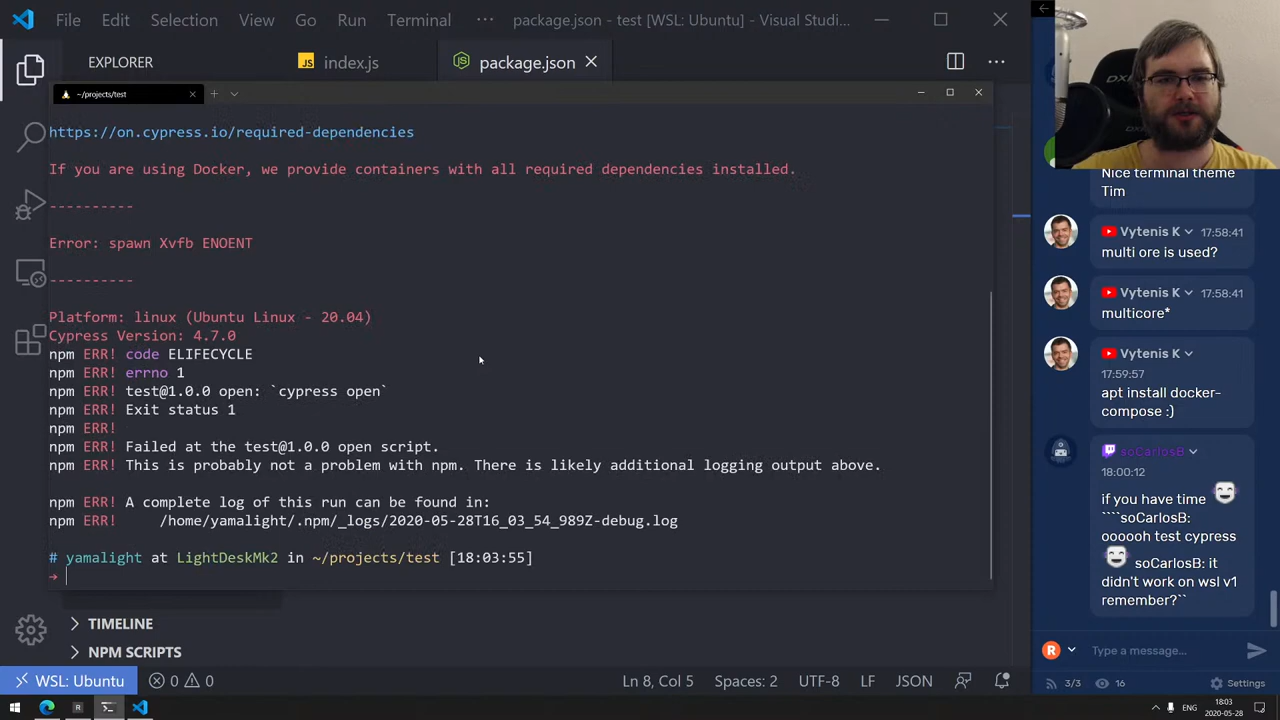 File
Edit
Selection
View
Go
Run
Terminal
···
package.json - test [WSL: Ubuntu] - Visual Studi...
EXPLORER
JS
index.js
package.json
~/projects/test
https://on.cypress.io/required-dependencies
If you are using Docker, we provide containers with all required dependencies installed.
----------
Error: spawn Xvfb ENOENT
----------
Platform: linux (Ubuntu Linux - 20.04)
Cypress Version: 4.7.0
npm ERR! code ELIFECYCLE
npm ERR! errno 1
npm ERR! test@1.0.0 open: `cypress open`
npm ERR! Exit status 1
npm ERR!
npm ERR! Failed at the test@1.0.0 open script.
npm ERR! This is probably not a problem with npm. There is likely additional logging output above.
npm ERR! A complete log of this run can be found in:
npm ERR!     /home/yamalight/.npm/_logs/2020-05-28T16_03_54_989Z-debug.log
# yamalight at LightDeskMk2 in ~/projects/test [18:03:55]
➜
TIMELINE
NPM SCRIPTS
WSL: Ubuntu
0
0
Ln 8, Col 5
Spaces: 2
UTF-8
LF
JSON
Nice terminal theme
Tim
Vytenis K
17:58:41
multi ore is used?
Vytenis K
17:58:41
multicore*
Vytenis K
17:59:57
apt install docker-
compose :)
soCarlosB
18:00:12
if you have time
````soCarlosB:
oooooh test cypress
soCarlosB: it
didn't work on wsl v1
remember?``
R
Type a message...
3/3
16
Settings
R
ENG
18:03
2020-05-28